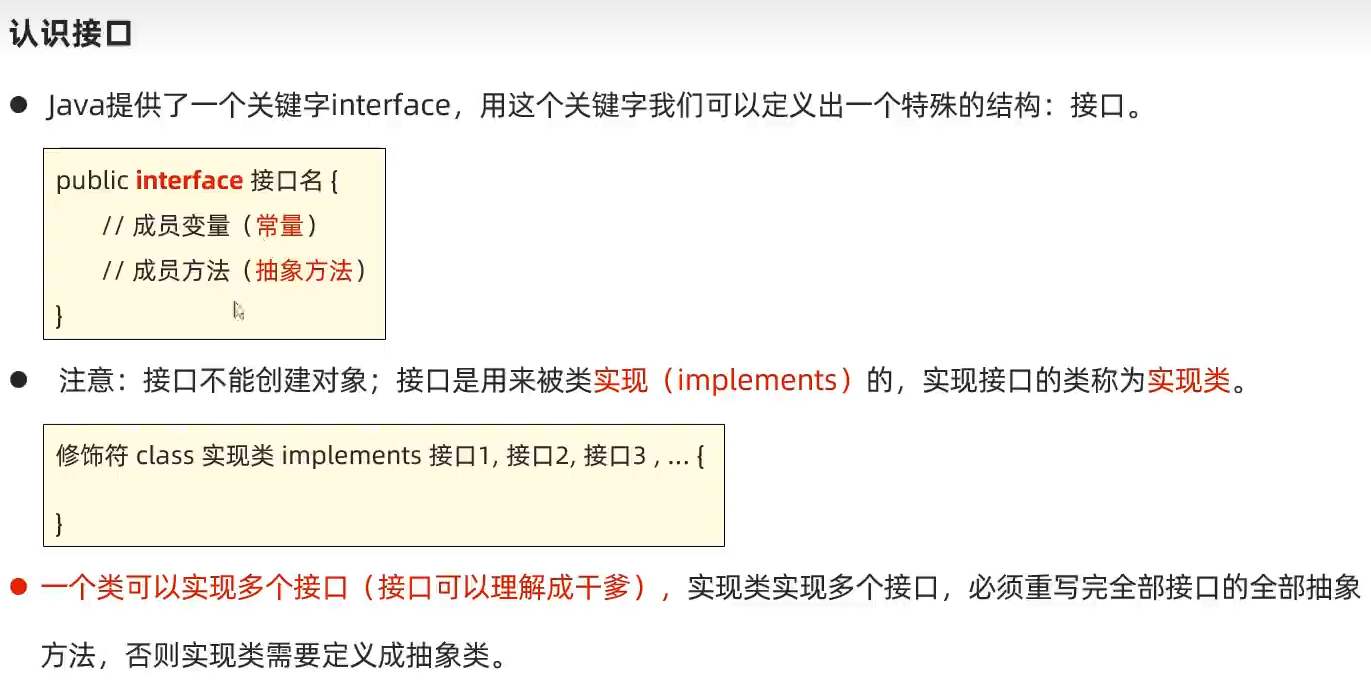 认识接口
● Java提供了一个关键字interface，用这个关键字我们可以定义出一个特殊的结构：接口。
public interface 接口名 {
// 成员变量（常量）
// 成员方法（抽象方法）
}
● 注意：接口不能创建对象；接口是用来被类实现（implements）的，实现接口的类称为实现类。
修饰符 class 实现类 implements 接口1, 接口2, 接口3 , ... {
}
● 一个类可以实现多个接口（接口可以理解成干爹），实现类实现多个接口，必须重写完全部接口的全部抽象
方法，否则实现类需要定义成抽象类。